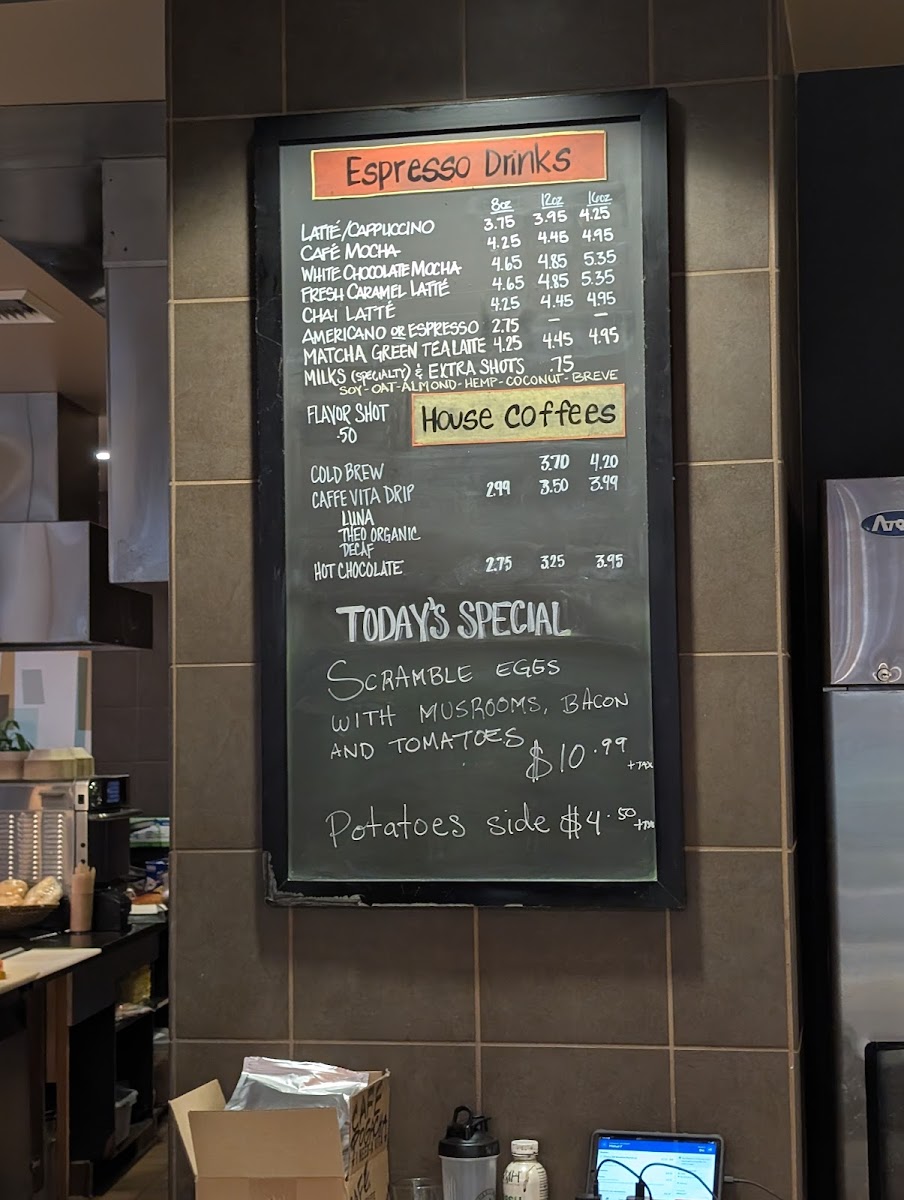 Espresso Drinks
8oz 12oz 16oz
LATTÉ/CAPPUCCINO 3.75 3.95 4.25
CAFÉ MOCHA 4.25 4.45 4.95
WHITE CHOCOLATE MOCHA 4.65 4.85 5.35
FRESH CARAMEL LATTÉ 4.65 4.85 5.35
CHAI LATTÉ 4.25 4.45 4.95
AMERICANO OR ESPRESSO 2.75 — —
MATCHA GREEN TEA LATTE 4.25 4.45 4.95
MILKS (SPECIALTY) & EXTRA SHOTS .75
SOY - OAT - ALMOND - HEMP - COCONUT - BREVE
FLAVOR SHOT
.50
House Coffees
3.70 4.20
COLD BREW
CAFFE VITA DRIP 2.99 3.50 3.99
LUNA
THEO ORGANIC
DECAF
HOT CHOCOLATE 2.75 3.25 3.95
TODAY'S SPECIAL
SCRAMBLE EGES
WITH MUSROOMS, BACON
AND TOMATOES
$10.99 +TAX
Potatoes side $4.50 +TAX